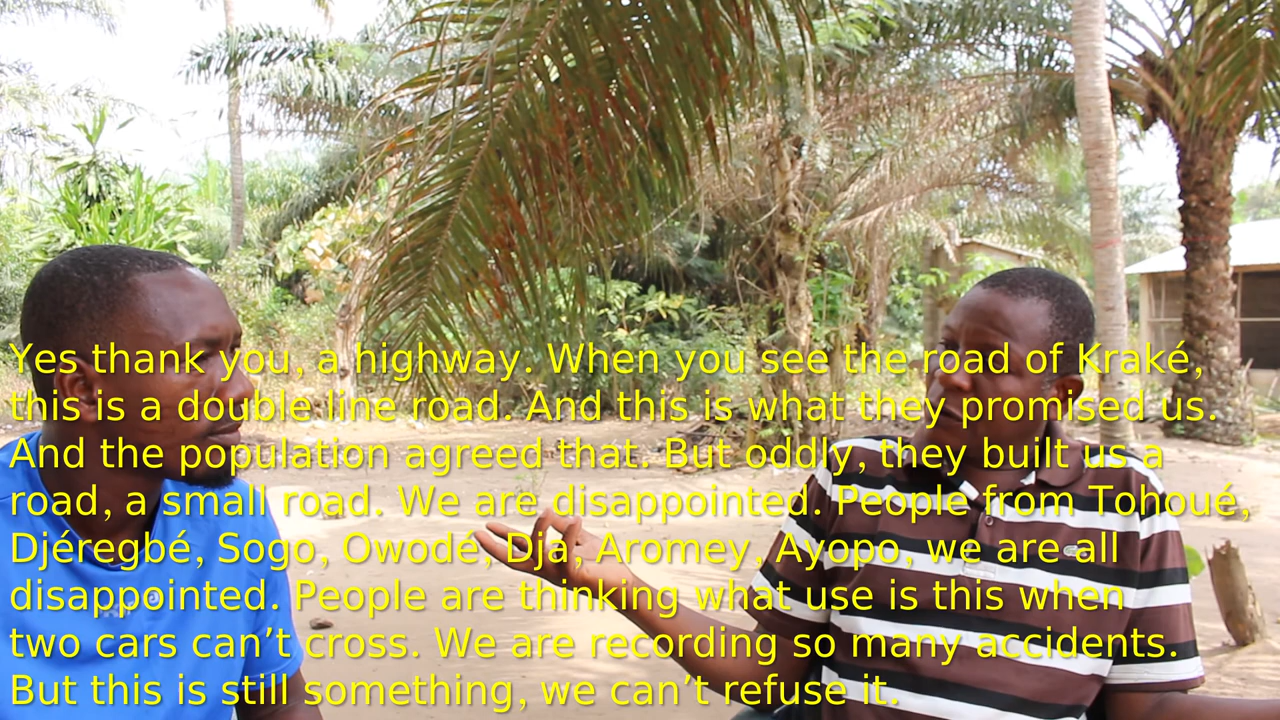 Yes thank you, a highway. When you see the road of Kraké,
this is a double line road. And this is what they promised us.
And the population agreed that. But oddly, they built us a
road, a small road. We are disappointed. People from Tohoué,
Djéregbé, Sogo, Owodé, Dja, Aromey, Ayopo, we are all
disappointed. People are thinking what use is this when
two cars can’t cross. We are recording so many accidents.
But this is still something, we can’t refuse it.